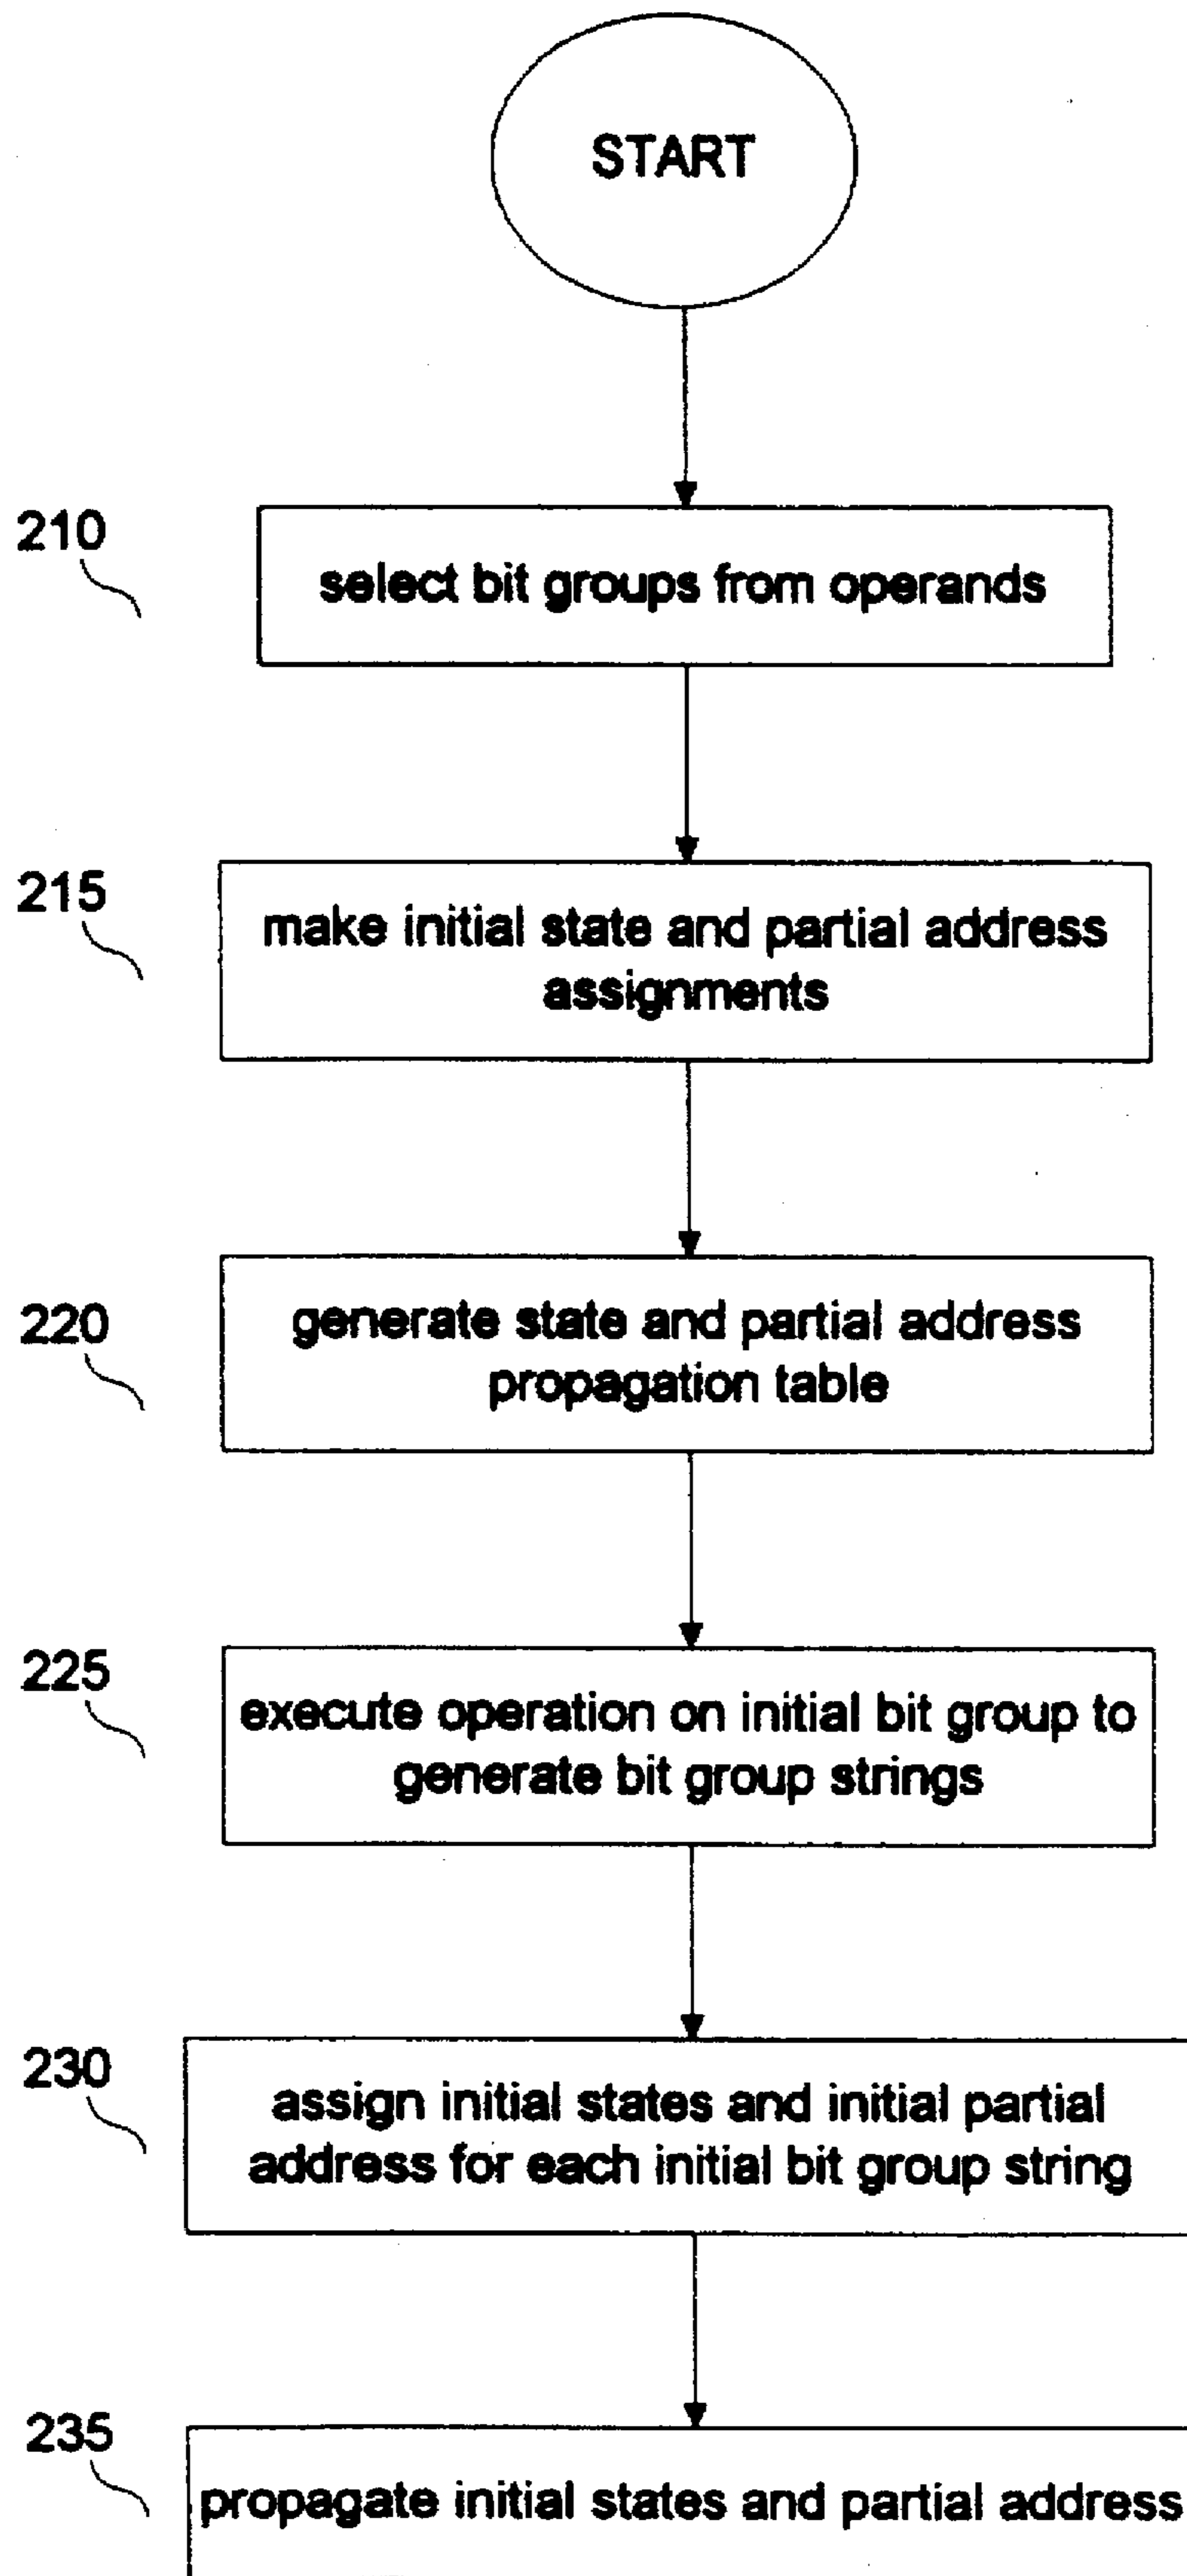 START
210
select bit groups from operands
215
make initial state and partial address
assignments
220
generate state and partial address
propagation table
225
execute operation on initial bit group to
generate bit group strings
230
assign initial states and initial partial
address for each initial bit group string
235
propagate initial states and partial address